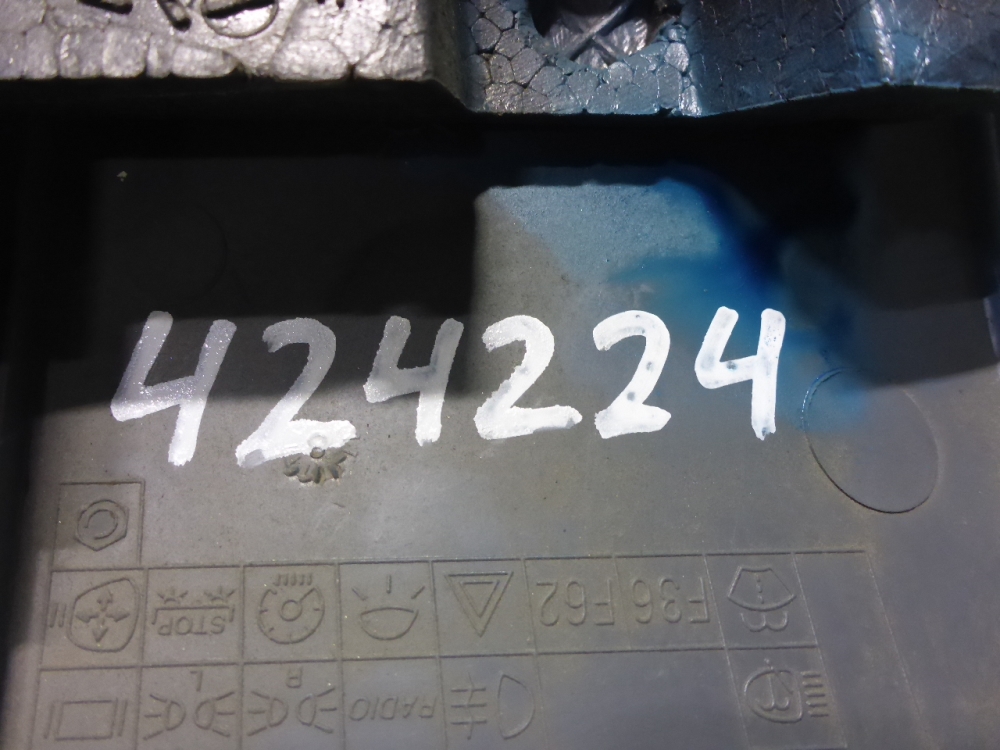 424224
F36 F62
STOP
RADIO
R
L